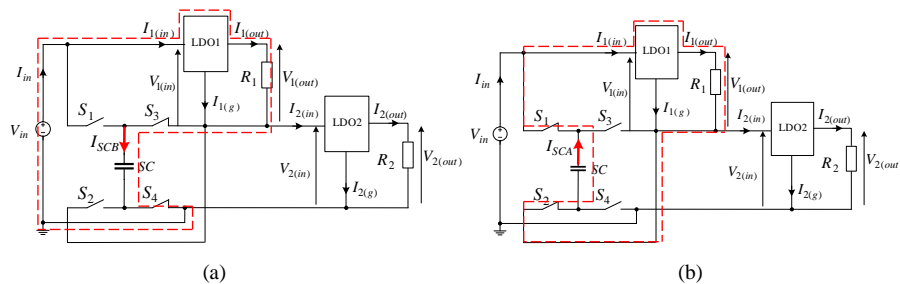 I1(in)
LDO1
I1(out)
Iin
V1(in)
R1
V1(out)
S1
S3
I1(g)
I2(in)
LDO2
I2(out)
Vin
ISCB
SC
V2(in)
R2
V2(out)
S2
S4
I2(g)
(a)
I1(in)
LDO1
I1(out)
Iin
V1(in)
R1
V1(out)
S1
S3
I1(g)
I2(in)
LDO2
I2(out)
Vin
ISCA
SC
V2(in)
R2
V2(out)
S2
S4
I2(g)
(b)